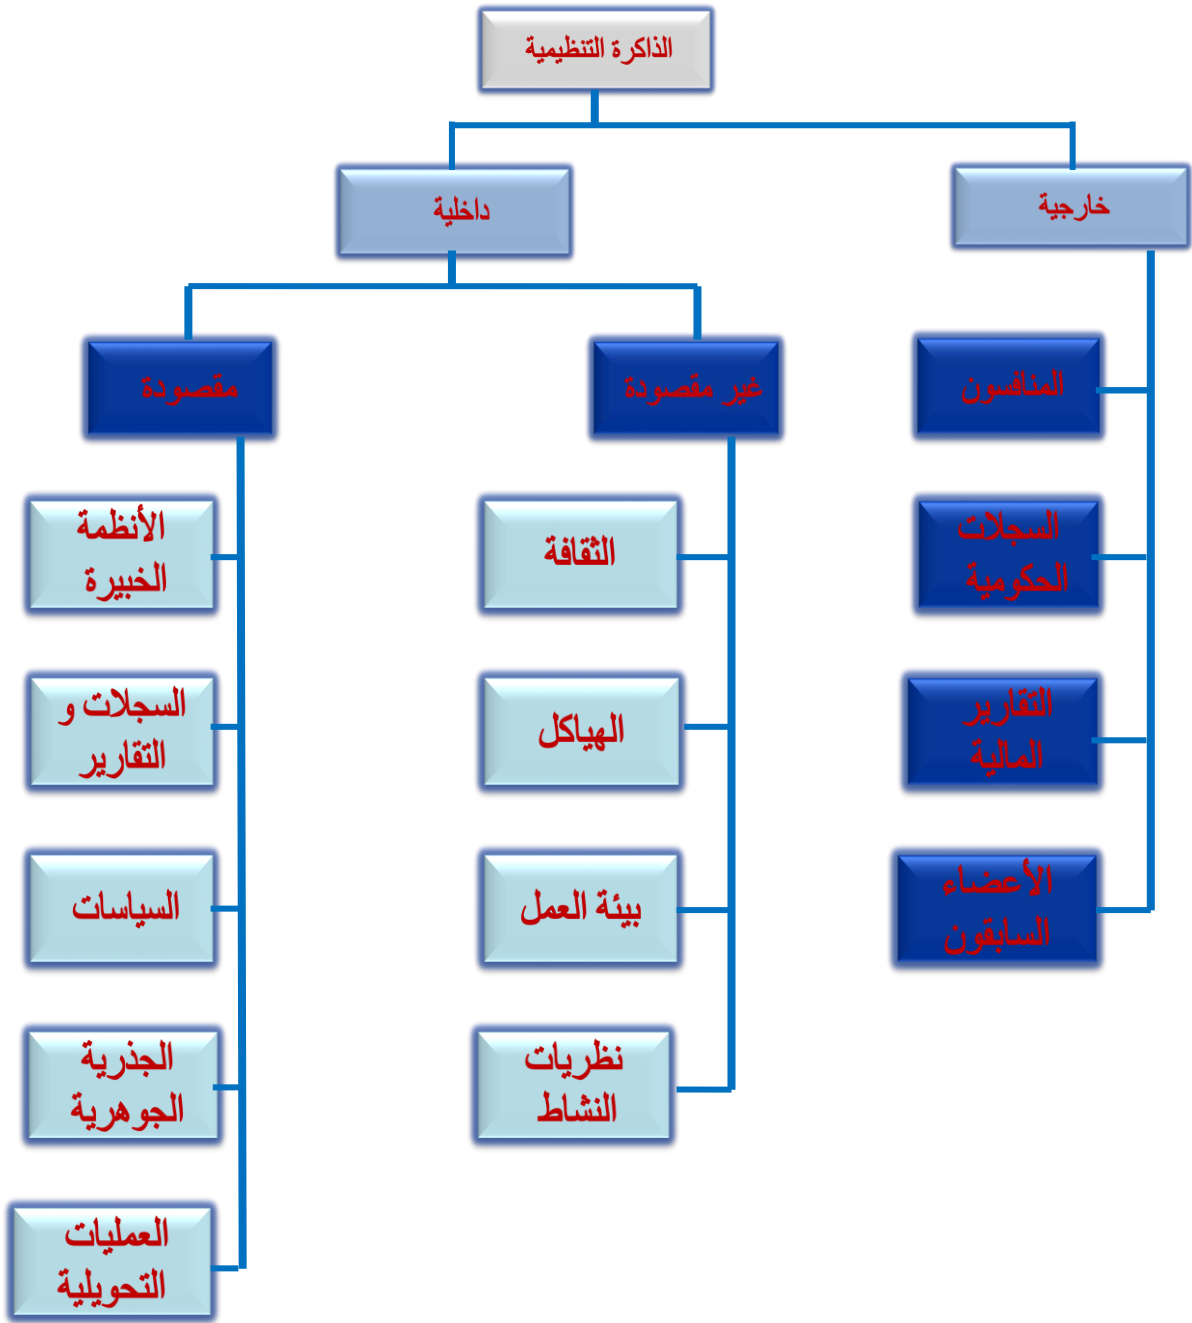 الذاكرة التنظيمية
خارجية
داخلية
المنافسون
غير مقصودة
مقصودة
السجلات
الحكومية
الثقافة
الأنظمة
الخبيرة
التقارير
المالية
الهياكل
السجلات و
التقارير
الأعضاء
السابقون
بيئة العمل
السياسات
نظريات
النشاط
الجذرية
الجوهرية
العمليات
التحويلية